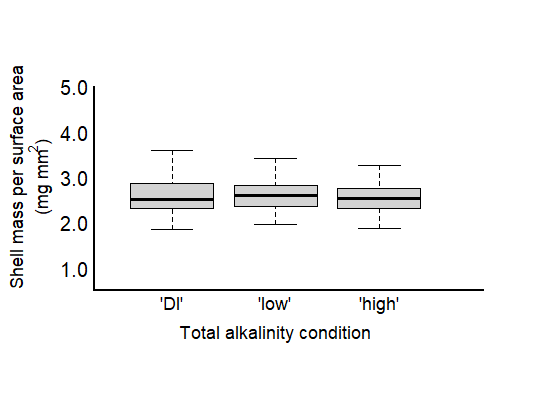 Shell mass per surface area
(mg mm2)
5.0
4.0
3.0
2.0
1.0
'DI' 'low' 'high'
Total alkalinity condition